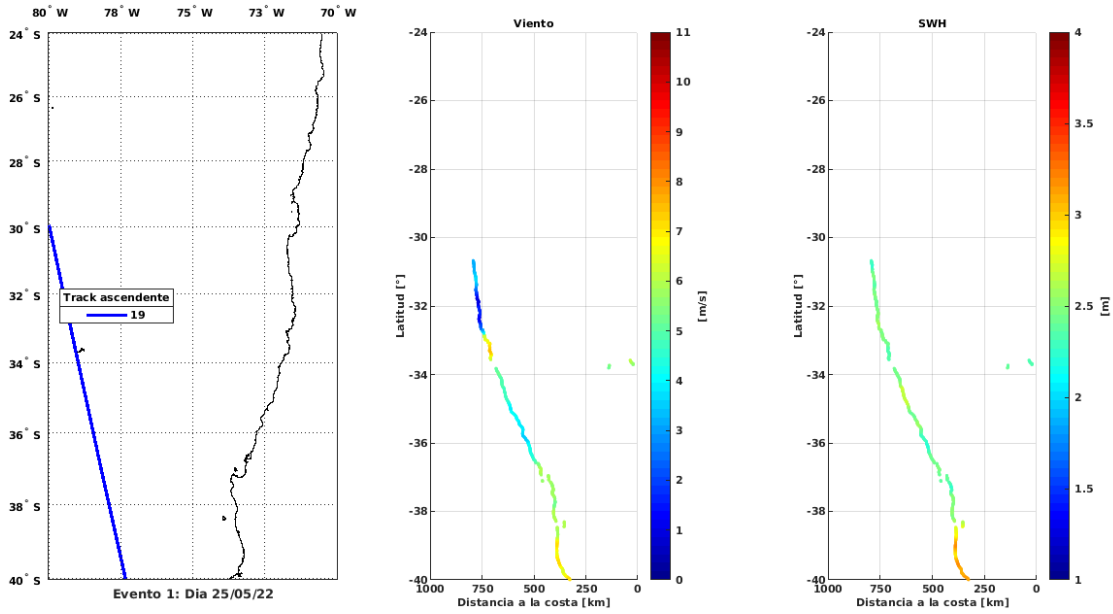 80° W 78° W 75° W 73° W 70° W
24° S
26° S
28° S
30° S
32° S
34° S
36° S
38° S
40° S
Track ascendente
19
Evento 1: Dia 25/05/22
Viento
-24
-26
-28
-30
-32
-34
-36
-38
-40
Latitud [°]
1000 750 500 250 0
Distancia a la costa [km]
11
10
9
8
7
6
5
4
3
2
1
0
[m/s]
SWH
-24
-26
-28
-30
-32
-34
-36
-38
-40
Latitud [°]
1000 750 500 250 0
Distancia a la costa [km]
4
3.5
3
2.5
2
1.5
1
[m]